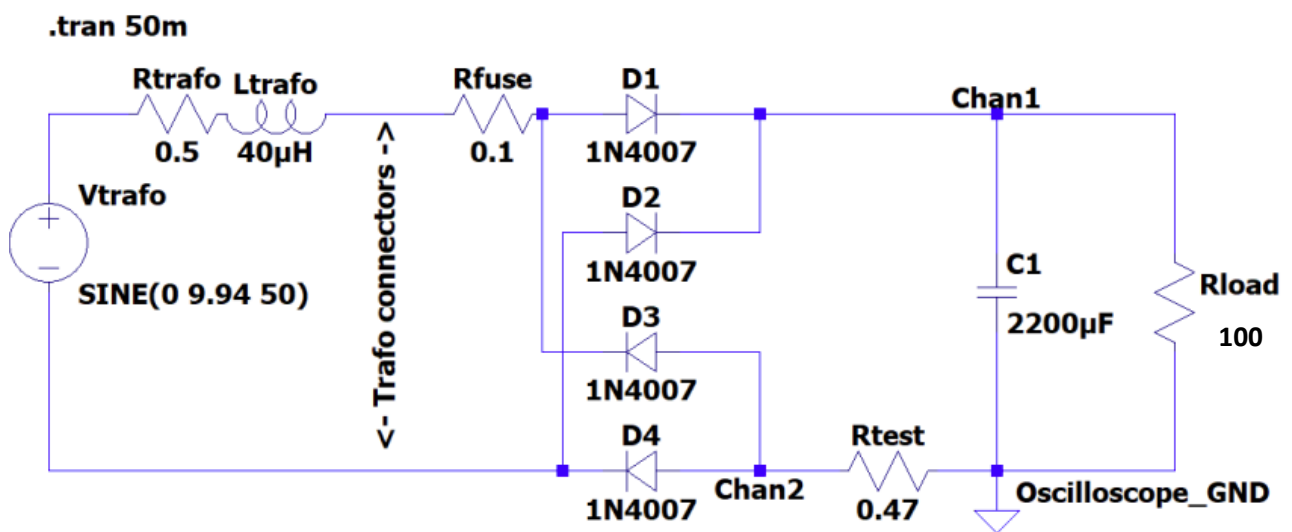 .tran 50m
Rtrafo
Ltrafo
Rfuse
D1
Chan1
0.5
40µH
0.1
1N4007
Vtrafo
<- Trafo connectors ->
D2
1N4007
SINE(0 9.94 50)
C1
Rload
D3
2200µF
100
1N4007
D4
Rtest
Chan2
Oscilloscope_GND
1N4007
0.47